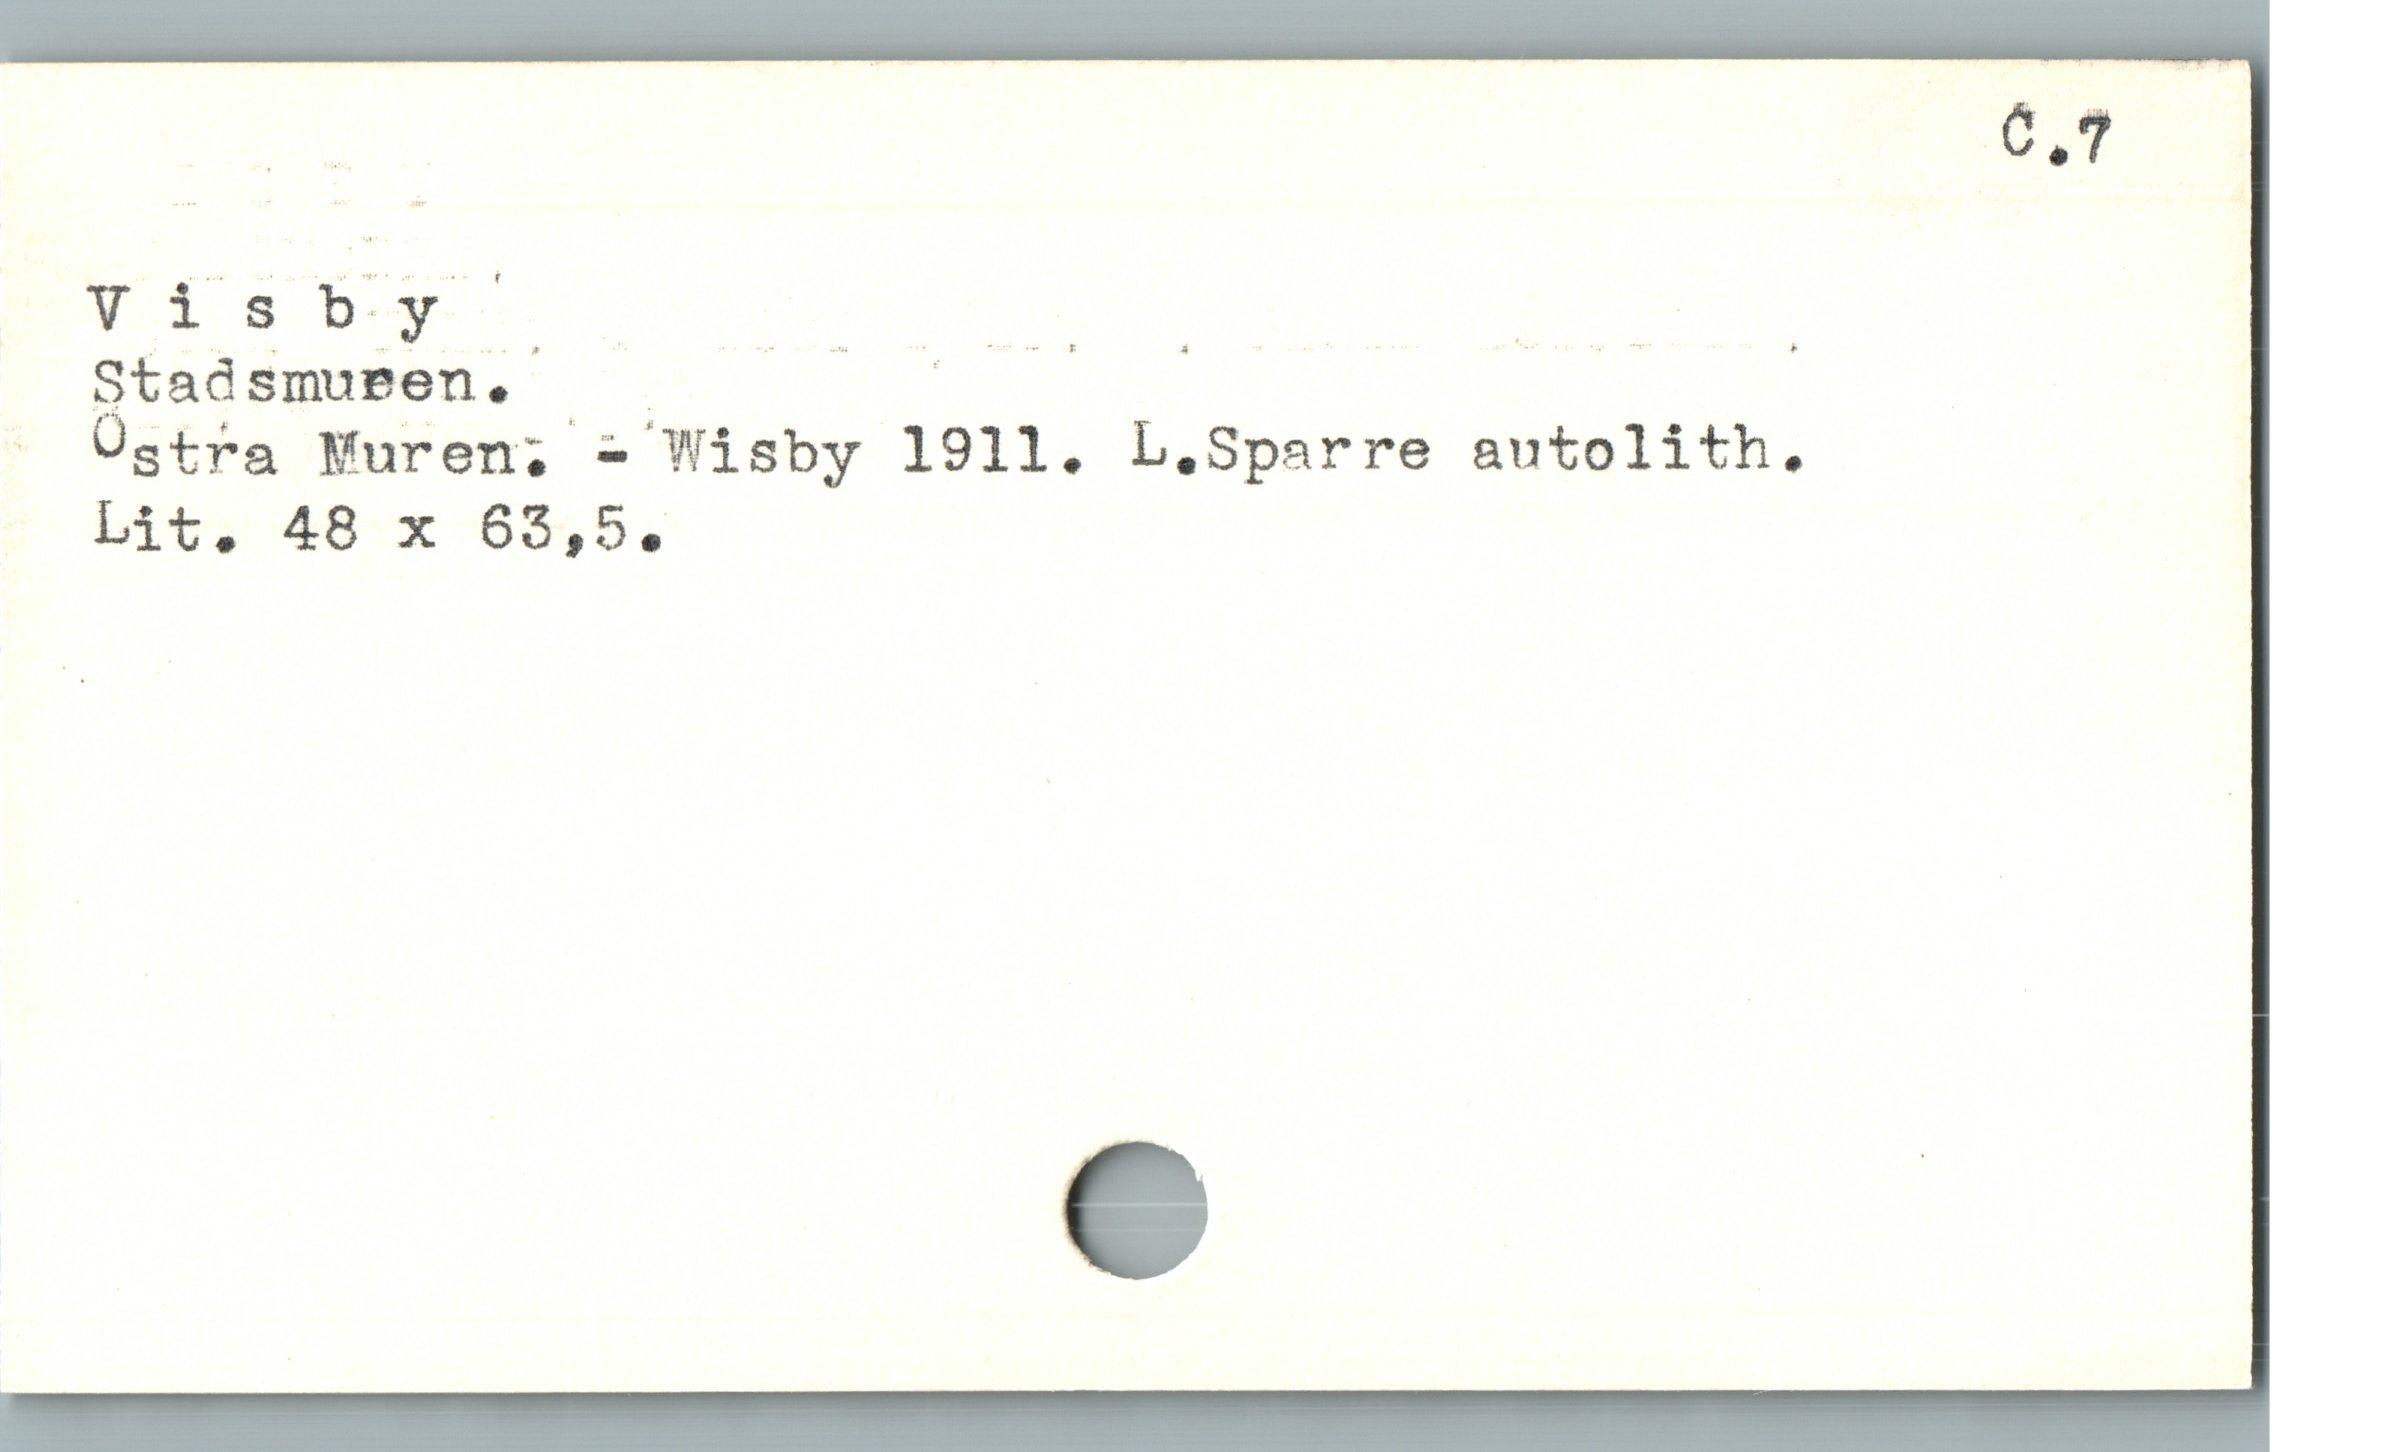 C.7
V i s b y
Stadsmuren.
Östra Muren. - Wisby 1911. L.Sparre autolith.
Lit. 48 x 63,5.